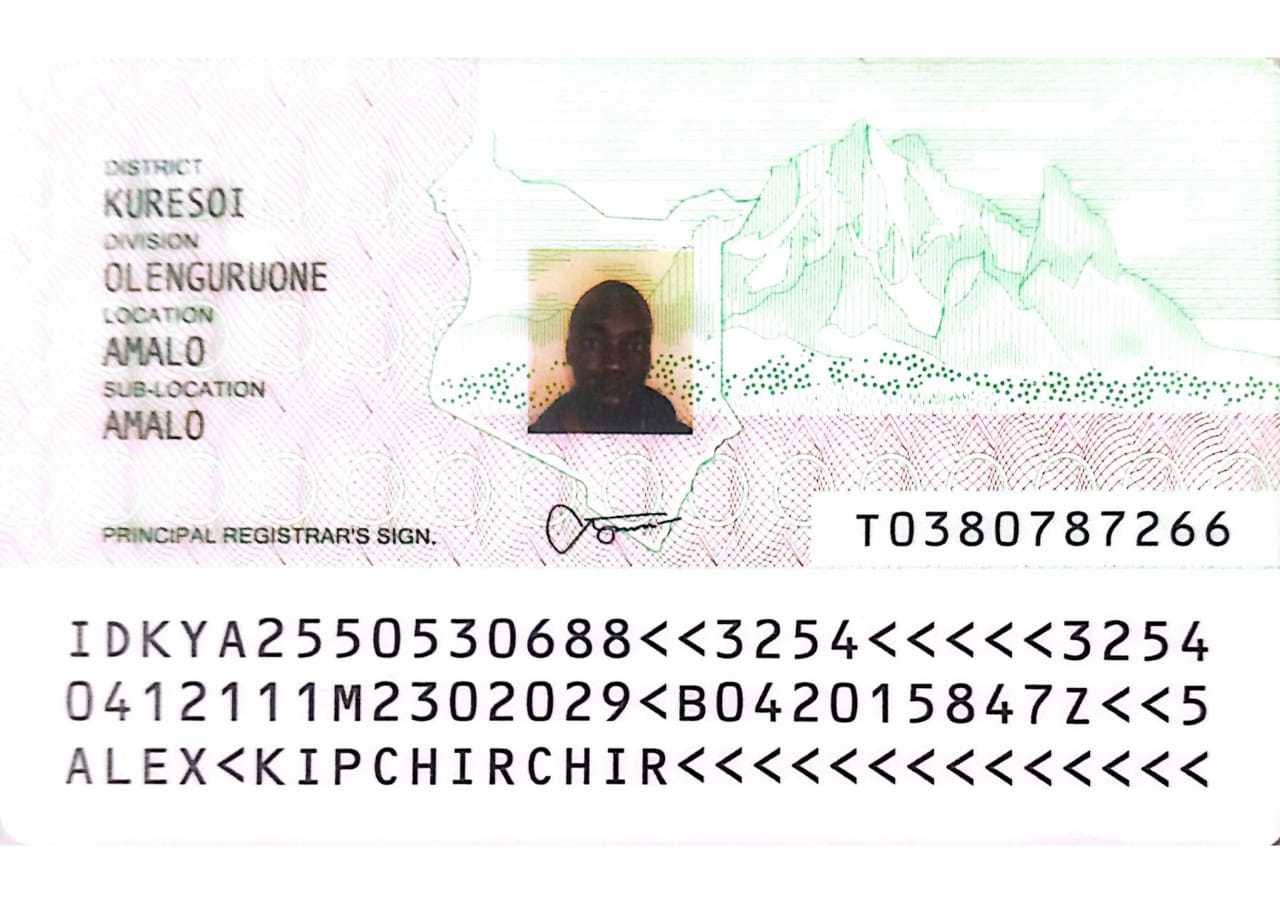 DISTRICT
KURESOI
DIVISION
OLENGURUONE
LOCATION
AMALO
SUB-LOCATION
AMALO
PRINCIPAL REGISTRAR'S SIGN.
T0380787266
IDKYA2550530688<<3254<<<<<3254
0412111M2302029<B042015847Z<<5
ALEX<KIPCHIRCHIR<<<<<<<<<<<<<<